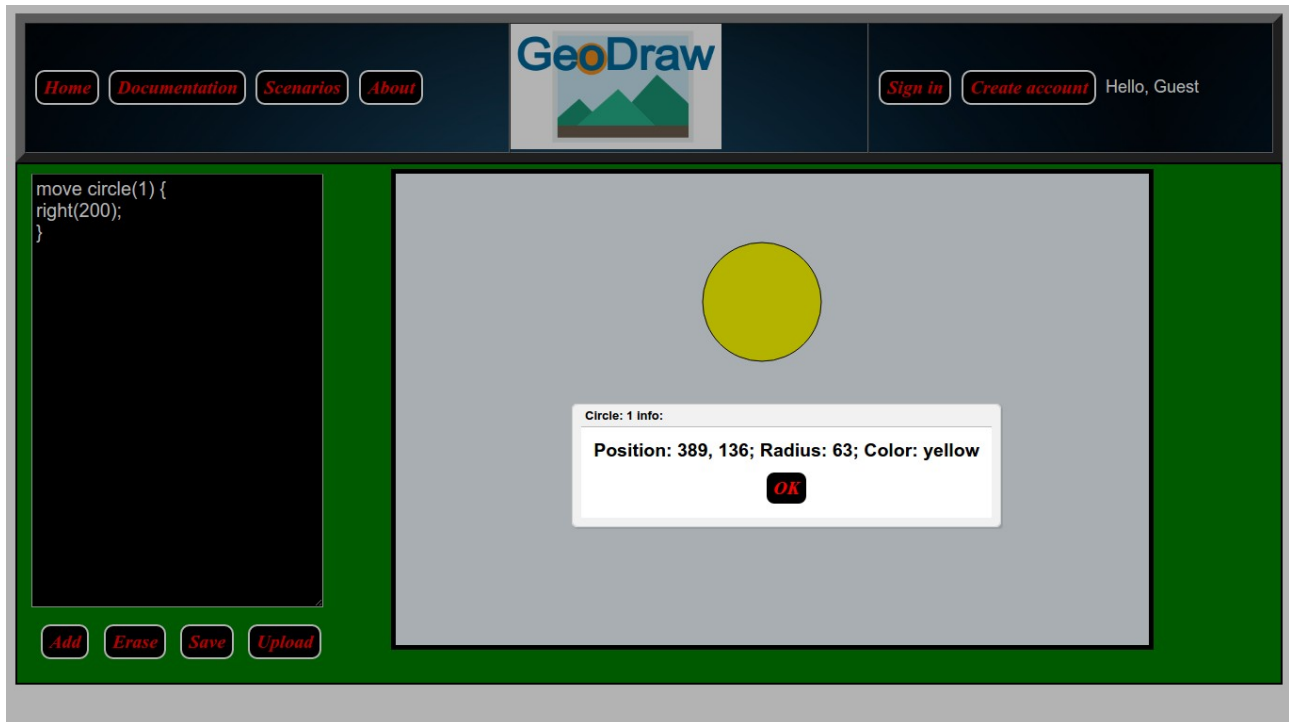 GeoDraw
Home Documentation Scenarios About
Sign in Create account Hello, Guest
move circle(1) {
right(200);
}
Circle: 1 info:
Position: 389, 136; Radius: 63; Color: yellow
OK
Add Erase Save Upload